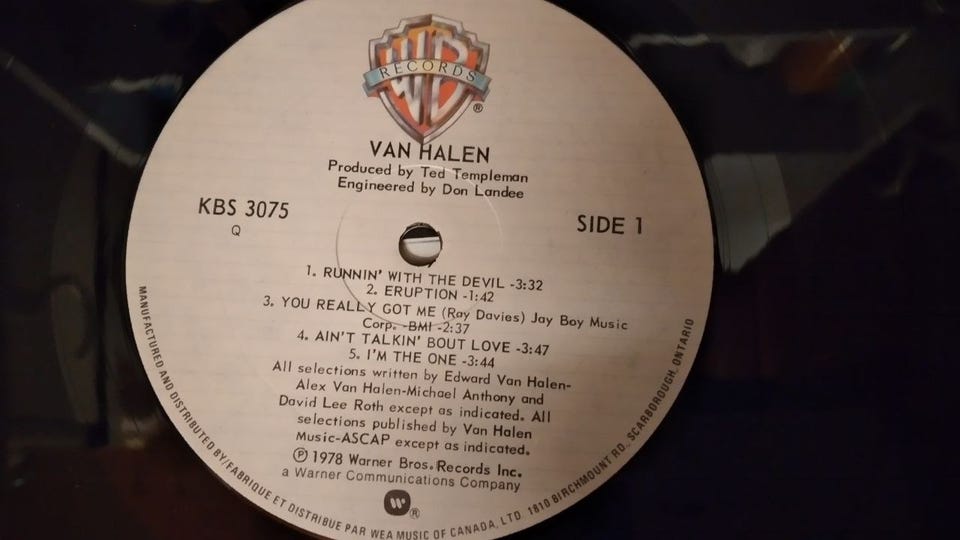 WB
RECORDS
®
VAN HALEN
Produced by Ted Templeman
Engineered by Don Landee
KBS 3075
Q
SIDE 1
1. RUNNIN' WITH THE DEVIL -3:32
2. ERUPTION -1:42
3. YOU REALLY GOT ME (Ray Davies) Jay Boy Music
Corp. -BMI -2:37
4. AIN'T TALKIN' BOUT LOVE -3:47
5. I'M THE ONE -3:44
All selections written by Edward Van Halen-
Alex Van Halen-Michael Anthony and
David Lee Roth except as indicated. All
selections published by Van Halen
Music-ASCAP except as indicated.
Ⓟ 1978 Warner Bros. Records Inc.
a Warner Communications Company
®
MANUFACTURED AND DISTRIBUTED BY/FABRIQUE ET DISTRIBUE PAR WEA MUSIC OF CANADA, LTD. 1810 BIRCHMOUNT RD., SCARBOROUGH, ONTARIO